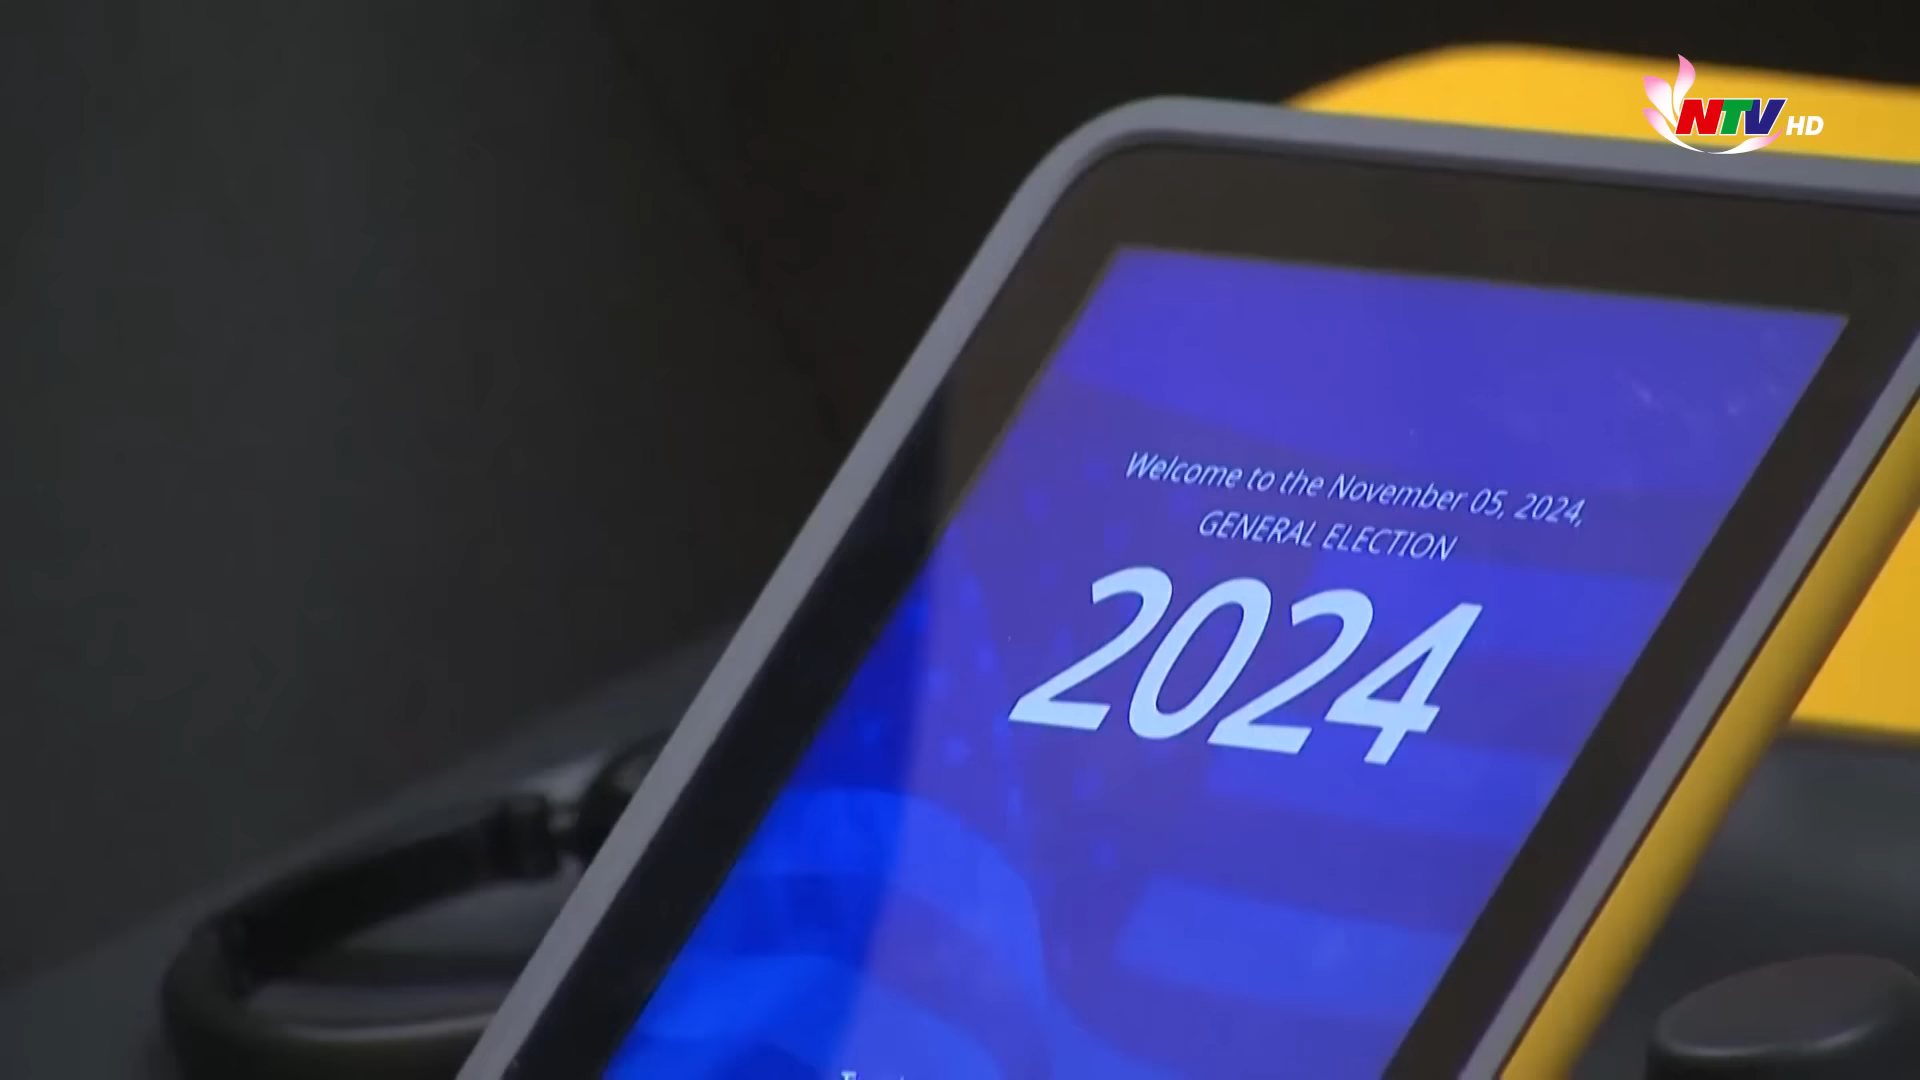 NTV HD
Welcome to the November 05, 2024,
GENERAL ELECTION
2024